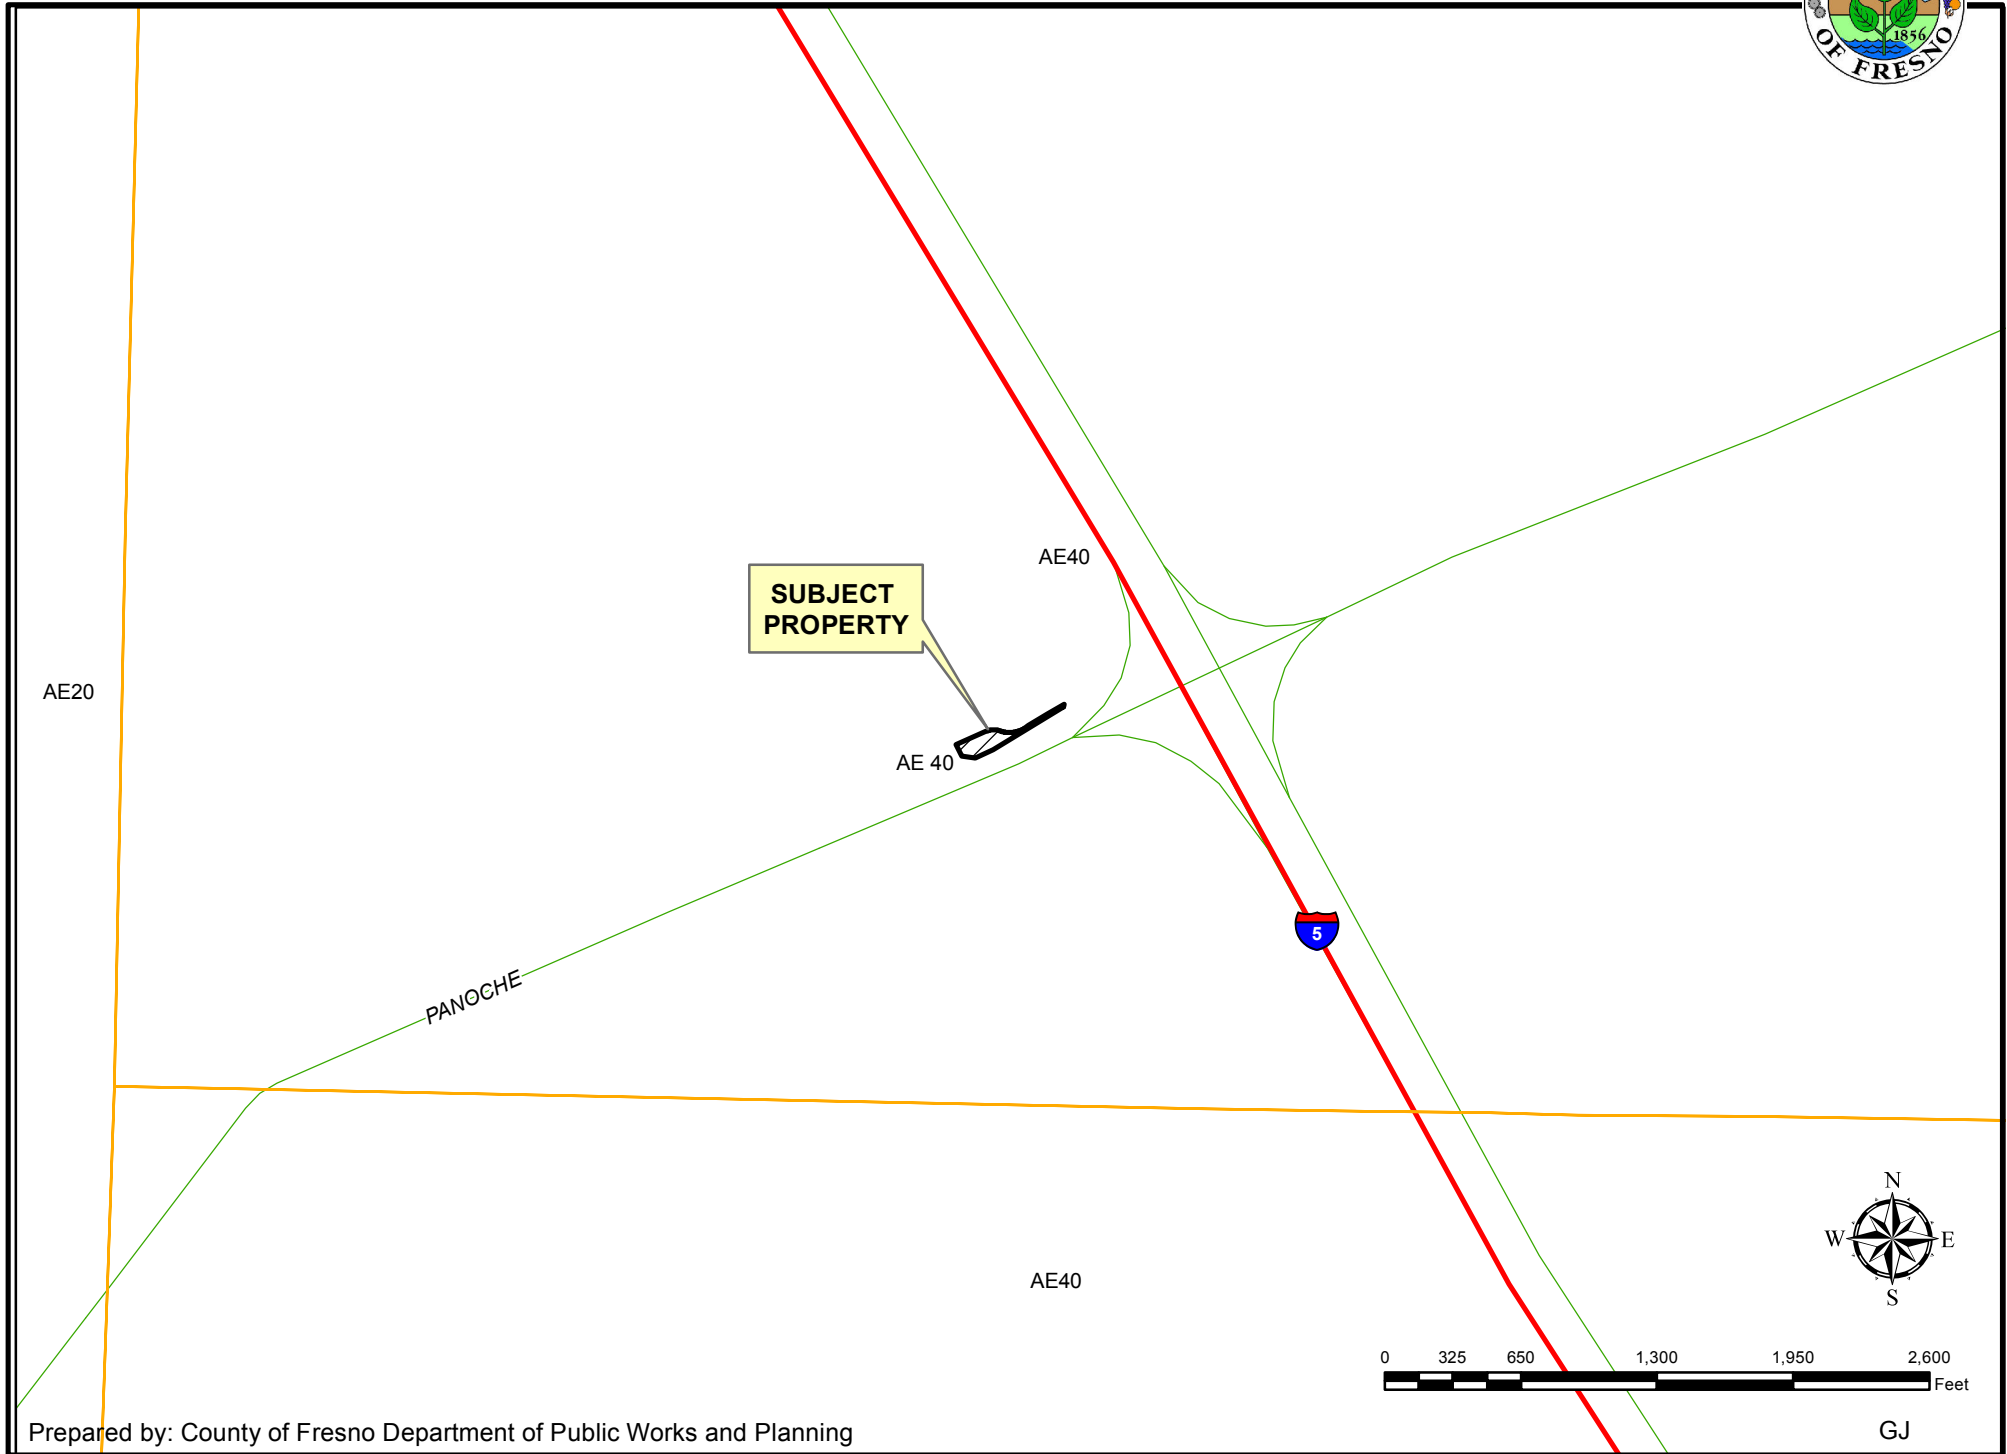 1856
OF FRESNO
AE40
SUBJECT
PROPERTY
AE20
AE 40
5
PANOCHE
N
W E
S
AE40
0 325 650 1,300 1,950 2,600
Feet
Prepared by: County of Fresno Department of Public Works and Planning
GJ